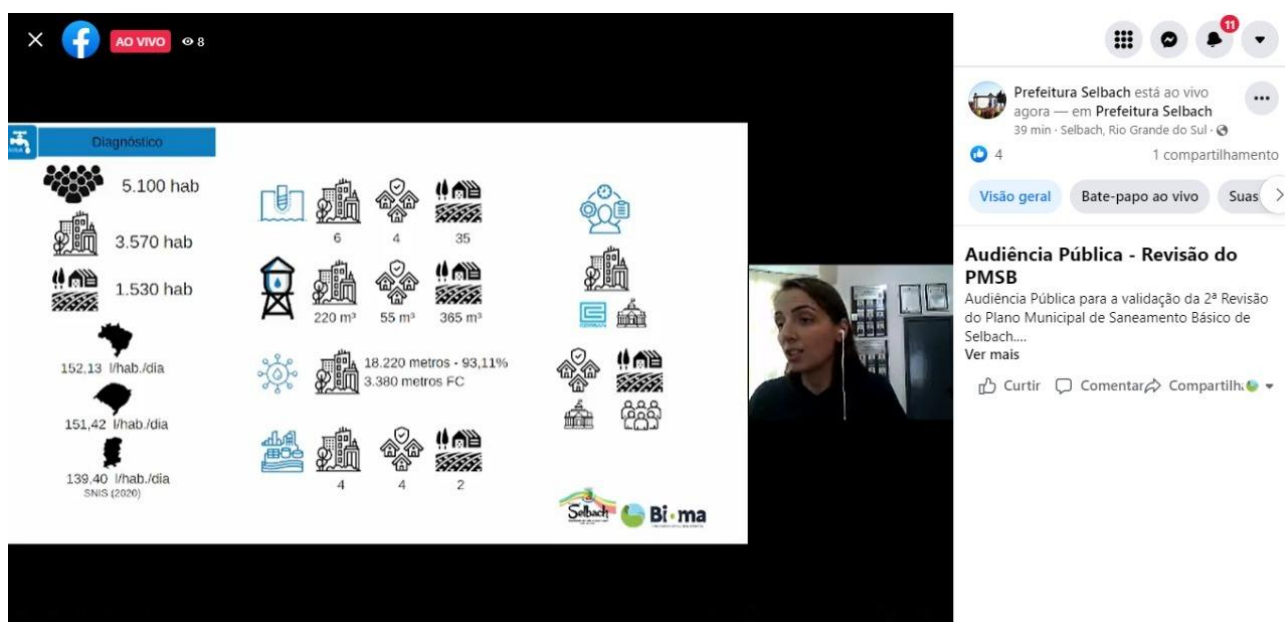 AO VIVO 8
11
Diagnóstico
5.100 hab
3.570 hab
1.530 hab
152,13 l/hab./dia
151,42 l/hab./dia
139,40 l/hab./dia
SNIS (2020)
6 4 35
220 m³ 55 m³ 365 m³
18.220 metros - 93,11%
3.380 metros FC
4 4 2
CORSAN
Selbach
Bioma
Prefeitura Selbach está ao vivo
agora — em Prefeitura Selbach
39 min · Selbach, Rio Grande do Sul ·
4 1 compartilhamento
Visão geral Bate-papo ao vivo Suas
Audiência Pública - Revisão do
PMSB
Audiência Pública para a validação da 2ª Revisão
do Plano Municipal de Saneamento Básico de
Selbach....
Ver mais
Curtir Comentar Compartilh